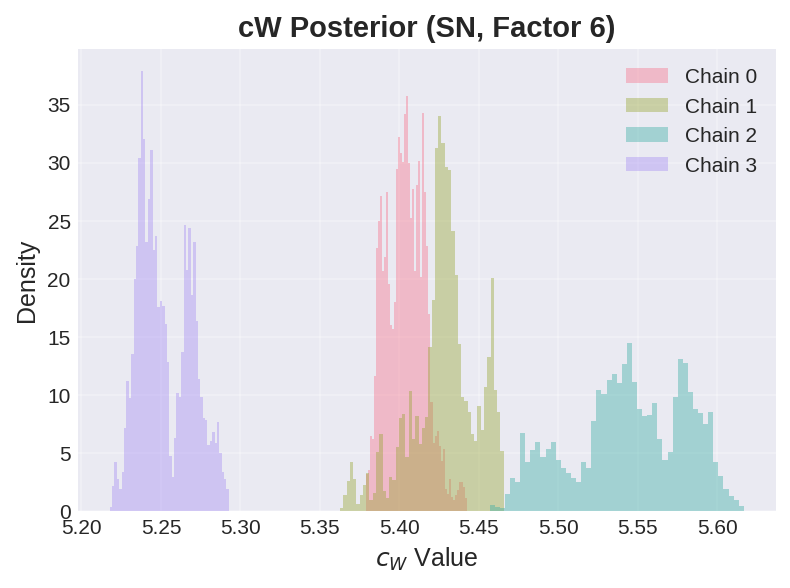 cW Posterior (SN, Factor 6)
Chain 0
Chain 1
Chain 2
Chain 3
Density
35
30
25
20
15
10
5
0
5.20 5.25 5.30 5.35 5.40 5.45 5.50 5.55 5.60
c_W Value